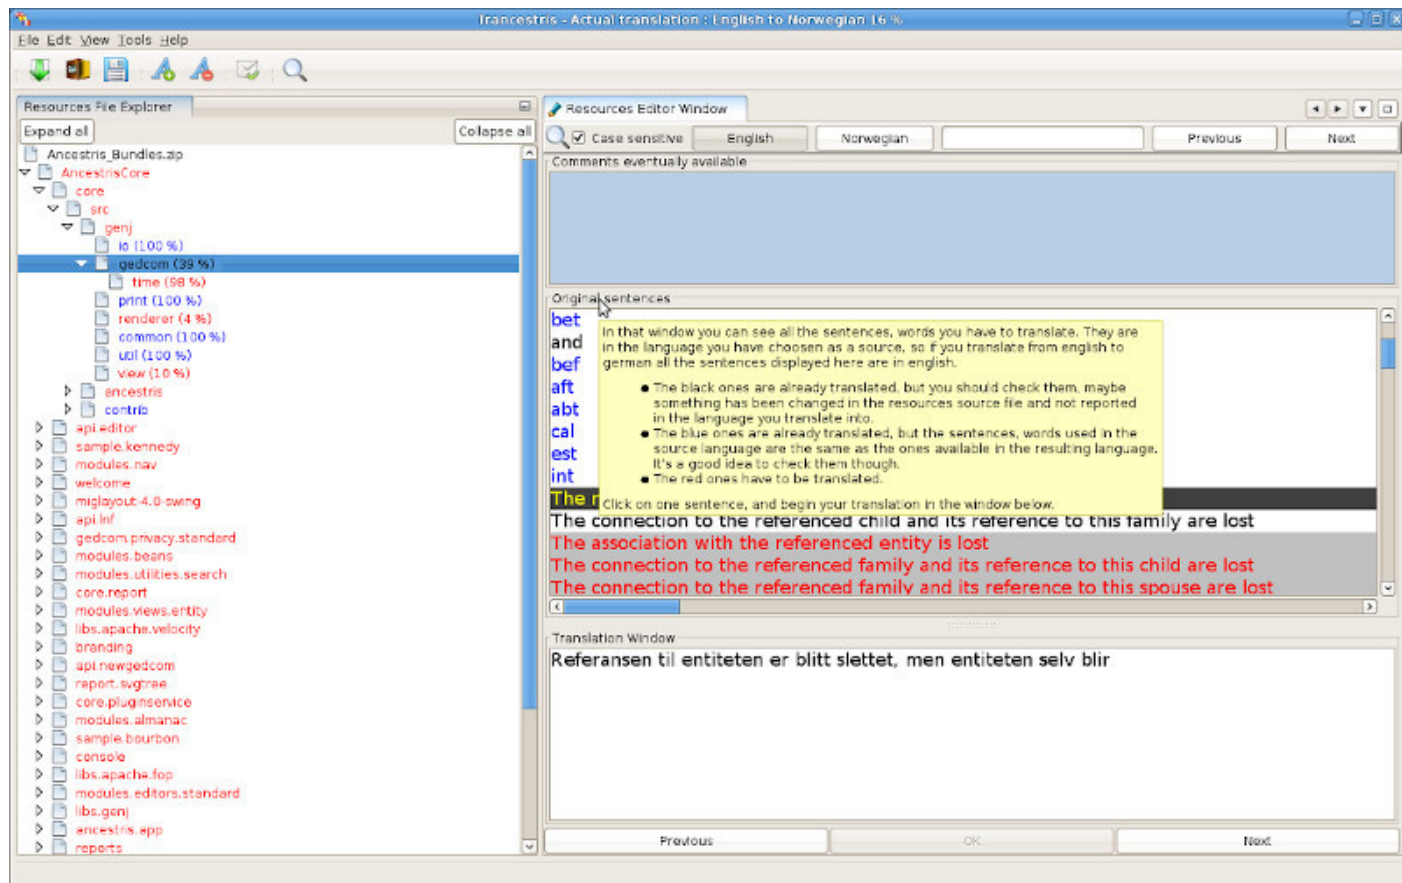 Trancestris - Actual translation : English to Norwegian 16 %
File Edit View Tools Help
Resources File Explorer
Expand all
Collapse all
Ancestris_Bundles.zip
AncestrisCore
core
src
genj
io (100 %)
gedcom (39 %)
time (98 %)
print (100 %)
renderer (4 %)
common (100 %)
util (100 %)
view (10 %)
ancestris
contrib
api.editor
sample.kennedy
modules.nav
welcome
miglayout-4.0-swing
api.lnf
gedcom.privacy.standard
modules.beans
modules.utilities.search
core.report
modules.views.entity
libs.apache.velocity
branding
api.newgedcom
report.svgtree
core.pluginservice
modules.almanac
sample.bourbon
console
libs.apache.fop
modules.editors.standard
libs.genj
ancestris.app
reports
Resources Editor Window
Case sensitive
English
Norwegian
Previous
Next
Comments eventually available
Original sentences
bet
and
bef
aft
abt
cal
est
int
The r
In that window you can see all the sentences, words you have to translate. They are
in the language you have choosen as a source, so if you translate from english to
german all the sentences displayed here are in english.
● The black ones are already translated, but you should check them, maybe
something has been changed in the resources source file and not reported
in the language you translate into.
● The blue ones are already translated, but the sentences, words used in the
source language are the same as the ones available in the resulting language.
It's a good idea to check them though.
● The red ones have to be translated.
Click on one sentence, and begin your translation in the window below.
The connection to the referenced child and its reference to this family are lost
The association with the referenced entity is lost
The connection to the referenced family and its reference to this child are lost
The connection to the referenced family and its reference to this spouse are lost
Translation Window
Referansen til entiteten er blitt slettet, men entiteten selv blir
Previous
OK
Next